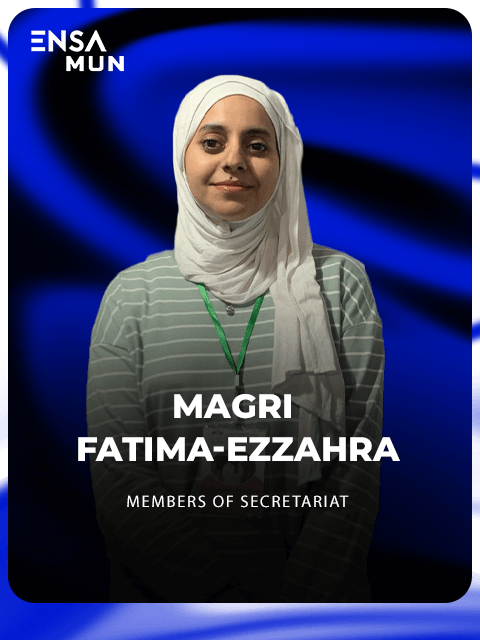 ENSA
MUN
MAGRI
FATIMA-EZZAHRA
MEMBERS OF SECRETARIAT